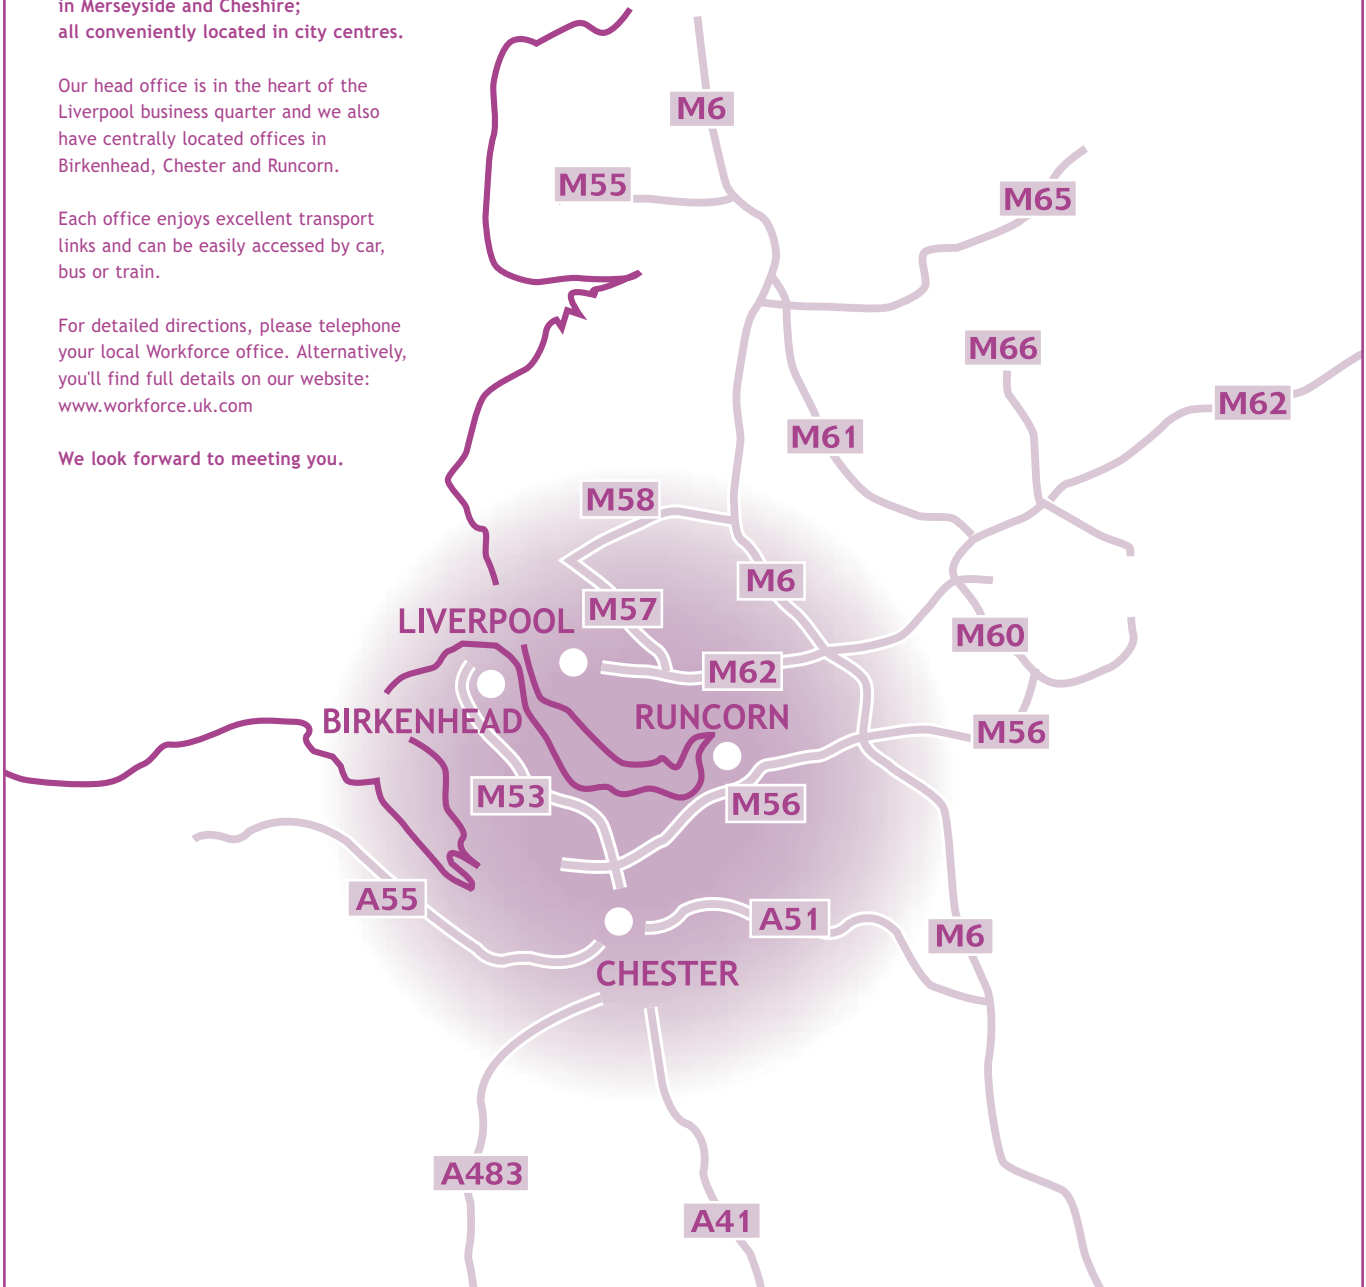 in Merseyside and Cheshire;
all conveniently located in city centres.
Our head office is in the heart of the
Liverpool business quarter and we also
have centrally located offices in
Birkenhead, Chester and Runcorn.
Each office enjoys excellent transport
links and can be easily accessed by car,
bus or train.
For detailed directions, please telephone
your local Workforce office. Alternatively,
you'll find full details on our website:
www.workforce.uk.com
We look forward to meeting you.
M6
M55
M65
M66
M62
M61
M58
M6
M57
LIVERPOOL
M60
M62
RUNCORN
BIRKENHEAD
M56
M53
M56
A55
A51
M6
CHESTER
A483
A41